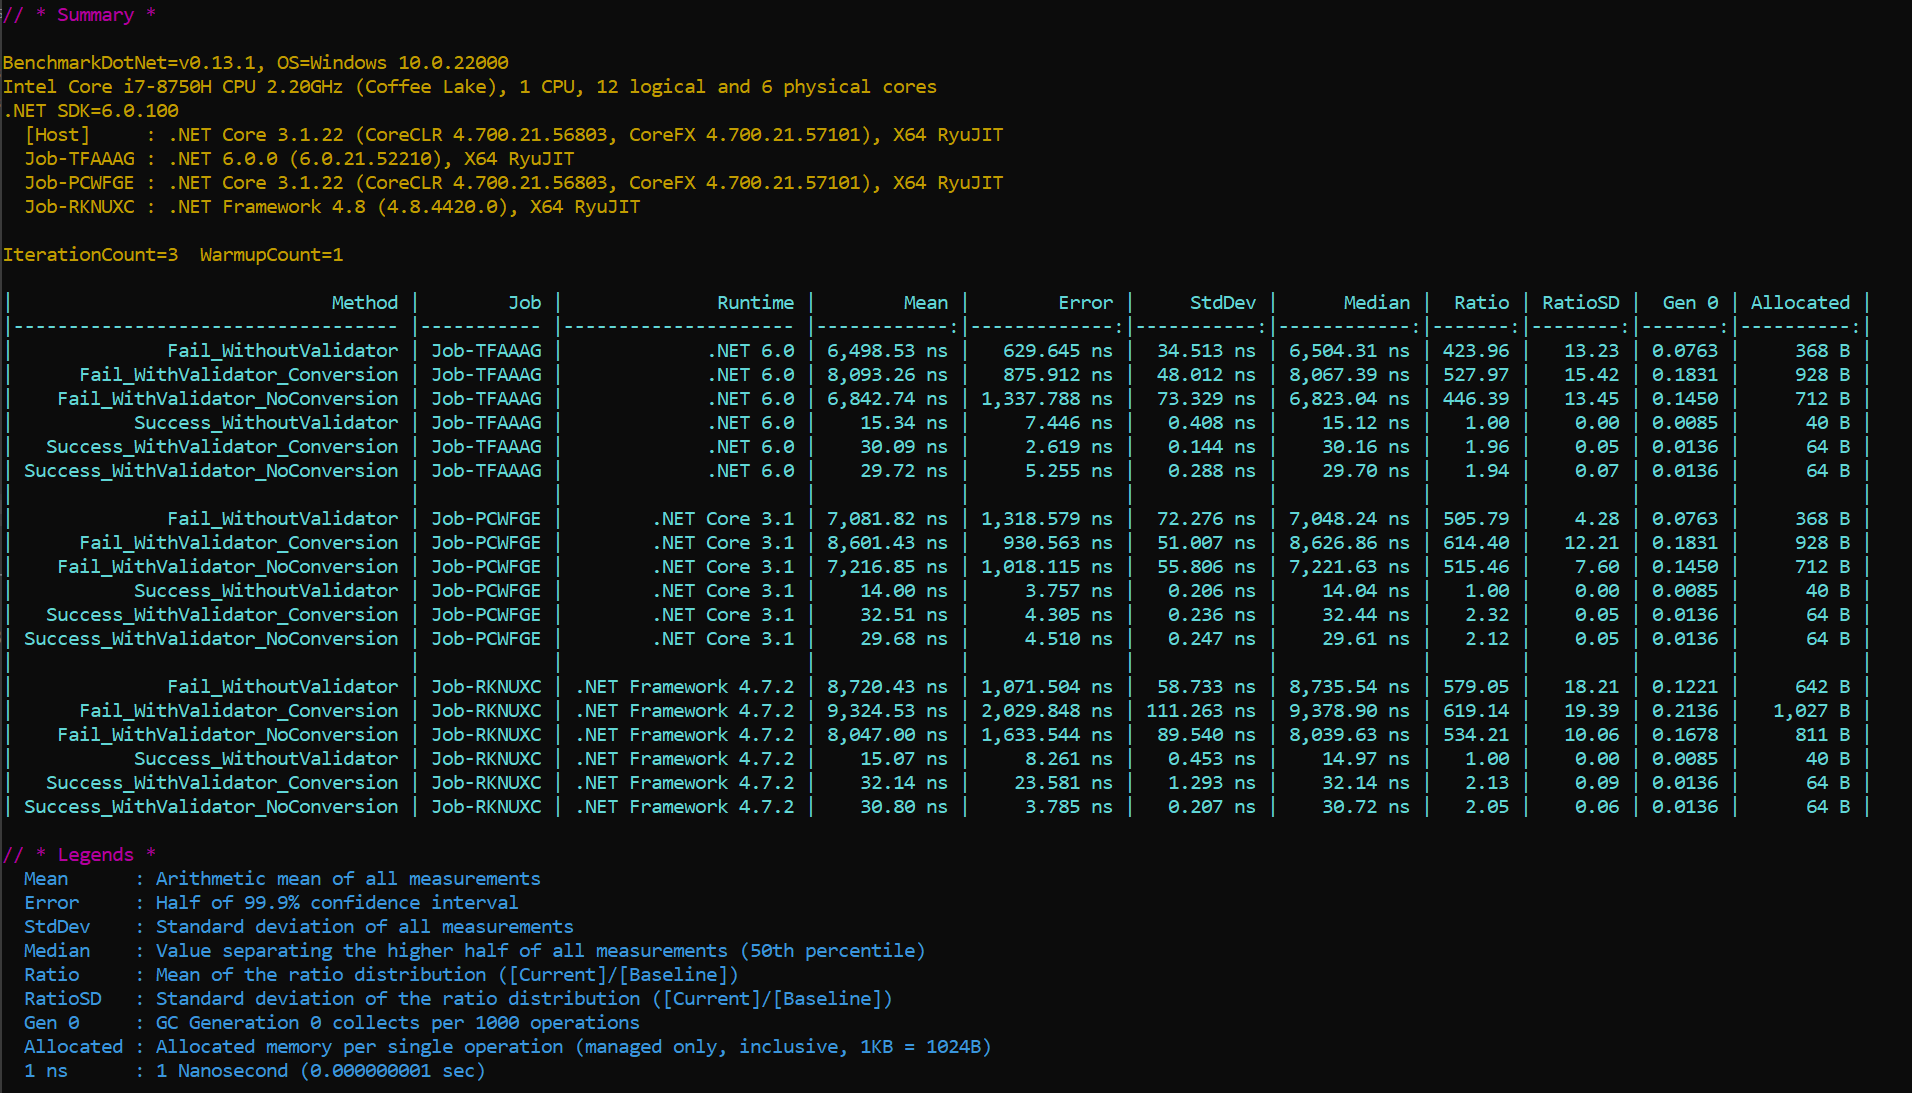 // * Summary *
BenchmarkDotNet=v0.13.1, OS=Windows 10.0.22000
Intel Core i7-8750H CPU 2.20GHz (Coffee Lake), 1 CPU, 12 logical and 6 physical cores
.NET SDK=6.0.100
  [Host]     : .NET Core 3.1.22 (CoreCLR 4.700.21.56803, CoreFX 4.700.21.57101), X64 RyuJIT
  Job-TFAAAG : .NET 6.0.0 (6.0.21.52210), X64 RyuJIT
  Job-PCWFGE : .NET Core 3.1.22 (CoreCLR 4.700.21.56803, CoreFX 4.700.21.57101), X64 RyuJIT
  Job-RKNUXC : .NET Framework 4.8 (4.8.4420.0), X64 RyuJIT
IterationCount=3  WarmupCount=1
| Method | Job | Runtime | Mean | Error | StdDev | Median | Ratio | RatioSD | Gen 0 | Allocated |
|----------------------------------- |----------- |--------------------- |------------:|-------------:|-----------:|------------:|-------:|--------:|-------:|----------:|
| Fail_WithoutValidator | Job-TFAAAG | .NET 6.0 | 6,498.53 ns | 629.645 ns | 34.513 ns | 6,504.31 ns | 423.96 | 13.23 | 0.0763 | 368 B |
| Fail_WithValidator_Conversion | Job-TFAAAG | .NET 6.0 | 8,093.26 ns | 875.912 ns | 48.012 ns | 8,067.39 ns | 527.97 | 15.42 | 0.1831 | 928 B |
| Fail_WithValidator_NoConversion | Job-TFAAAG | .NET 6.0 | 6,842.74 ns | 1,337.788 ns | 73.329 ns | 6,823.04 ns | 446.39 | 13.45 | 0.1450 | 712 B |
| Success_WithoutValidator | Job-TFAAAG | .NET 6.0 | 15.34 ns | 7.446 ns | 0.408 ns | 15.12 ns | 1.00 | 0.00 | 0.0085 | 40 B |
| Success_WithValidator_Conversion | Job-TFAAAG | .NET 6.0 | 30.09 ns | 2.619 ns | 0.144 ns | 30.16 ns | 1.96 | 0.05 | 0.0136 | 64 B |
| Success_WithValidator_NoConversion | Job-TFAAAG | .NET 6.0 | 29.72 ns | 5.255 ns | 0.288 ns | 29.70 ns | 1.94 | 0.07 | 0.0136 | 64 B |
| | | | | | | | | | | |
| Fail_WithoutValidator | Job-PCWFGE | .NET Core 3.1 | 7,081.82 ns | 1,318.579 ns | 72.276 ns | 7,048.24 ns | 505.79 | 4.28 | 0.0763 | 368 B |
| Fail_WithValidator_Conversion | Job-PCWFGE | .NET Core 3.1 | 8,601.43 ns | 930.563 ns | 51.007 ns | 8,626.86 ns | 614.40 | 12.21 | 0.1831 | 928 B |
| Fail_WithValidator_NoConversion | Job-PCWFGE | .NET Core 3.1 | 7,216.85 ns | 1,018.115 ns | 55.806 ns | 7,221.63 ns | 515.46 | 7.60 | 0.1450 | 712 B |
| Success_WithoutValidator | Job-PCWFGE | .NET Core 3.1 | 14.00 ns | 3.757 ns | 0.206 ns | 14.04 ns | 1.00 | 0.00 | 0.0085 | 40 B |
| Success_WithValidator_Conversion | Job-PCWFGE | .NET Core 3.1 | 32.51 ns | 4.305 ns | 0.236 ns | 32.44 ns | 2.32 | 0.05 | 0.0136 | 64 B |
| Success_WithValidator_NoConversion | Job-PCWFGE | .NET Core 3.1 | 29.68 ns | 4.510 ns | 0.247 ns | 29.61 ns | 2.12 | 0.05 | 0.0136 | 64 B |
| | | | | | | | | | | |
| Fail_WithoutValidator | Job-RKNUXC | .NET Framework 4.7.2 | 8,720.43 ns | 1,071.504 ns | 58.733 ns | 8,735.54 ns | 579.05 | 18.21 | 0.1221 | 642 B |
| Fail_WithValidator_Conversion | Job-RKNUXC | .NET Framework 4.7.2 | 9,324.53 ns | 2,029.848 ns | 111.263 ns | 9,378.90 ns | 619.14 | 19.39 | 0.2136 | 1,027 B |
| Fail_WithValidator_NoConversion | Job-RKNUXC | .NET Framework 4.7.2 | 8,047.00 ns | 1,633.544 ns | 89.540 ns | 8,039.63 ns | 534.21 | 10.06 | 0.1678 | 811 B |
| Success_WithoutValidator | Job-RKNUXC | .NET Framework 4.7.2 | 15.07 ns | 8.261 ns | 0.453 ns | 14.97 ns | 1.00 | 0.00 | 0.0085 | 40 B |
| Success_WithValidator_Conversion | Job-RKNUXC | .NET Framework 4.7.2 | 32.14 ns | 23.581 ns | 1.293 ns | 32.14 ns | 2.13 | 0.09 | 0.0136 | 64 B |
| Success_WithValidator_NoConversion | Job-RKNUXC | .NET Framework 4.7.2 | 30.80 ns | 3.785 ns | 0.207 ns | 30.72 ns | 2.05 | 0.06 | 0.0136 | 64 B |
// * Legends *
  Mean      : Arithmetic mean of all measurements
  Error     : Half of 99.9% confidence interval
  StdDev    : Standard deviation of all measurements
  Median    : Value separating the higher half of all measurements (50th percentile)
  Ratio     : Mean of the ratio distribution ([Current]/[Baseline])
  RatioSD   : Standard deviation of the ratio distribution ([Current]/[Baseline])
  Gen 0     : GC Generation 0 collects per 1000 operations
  Allocated : Allocated memory per single operation (managed only, inclusive, 1KB = 1024B)
  1 ns      : 1 Nanosecond (0.000000001 sec)